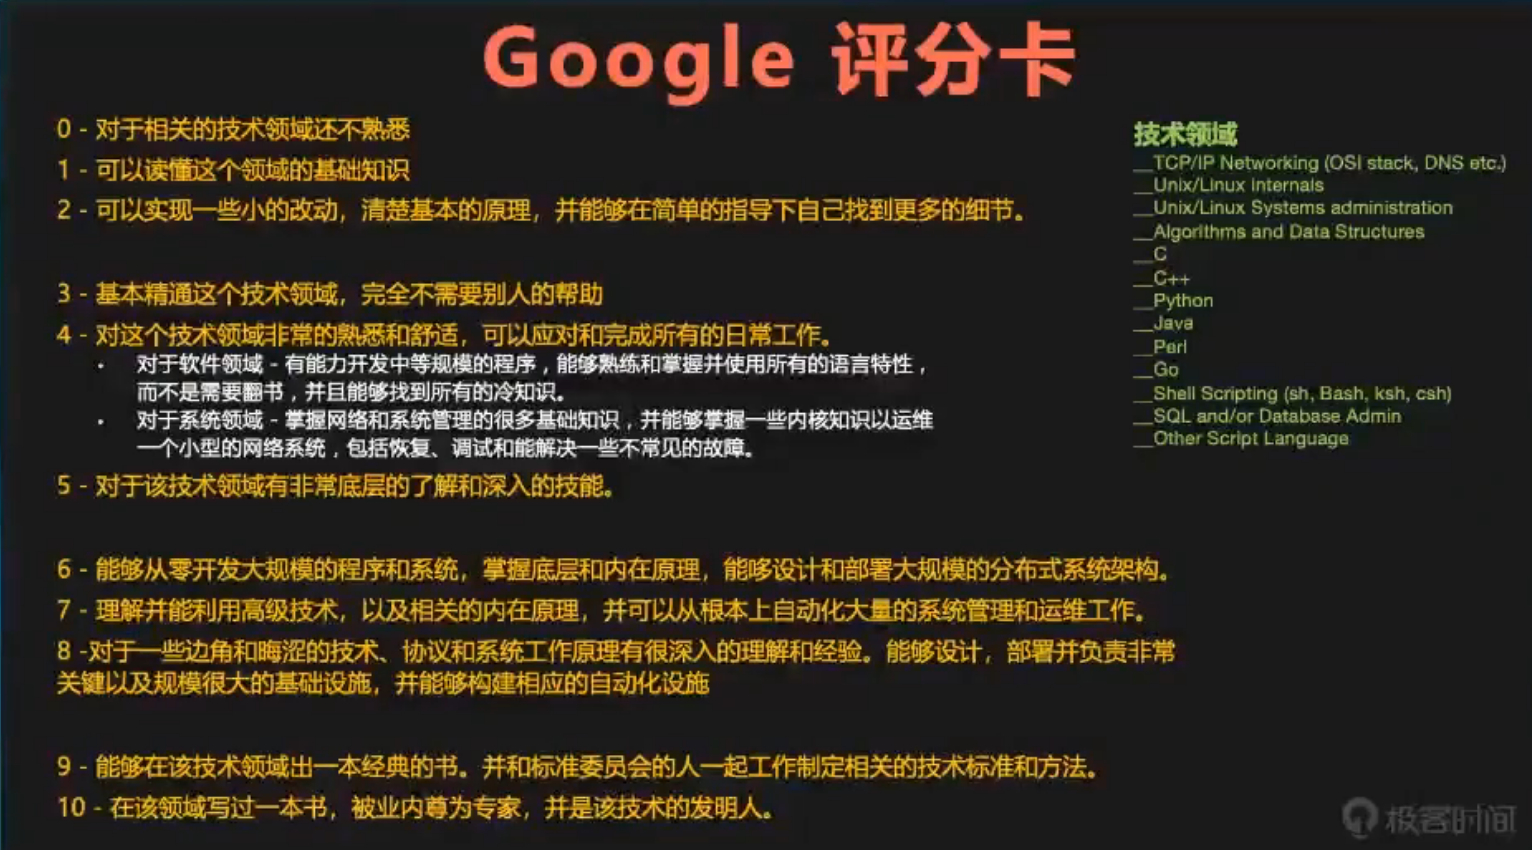 Google 评分卡
0 - 对于相关的技术领域还不熟悉
1 - 可以读懂这个领域的基础知识
2 - 可以实现一些小的改动，清楚基本的原理，并能够在简单的指导下自己找到更多的细节。
3 - 基本精通这个技术领域，完全不需要别人的帮助
4 - 对这个技术领域非常的熟悉和舒适，可以应对和完成所有的日常工作。
• 对于软件领域 - 有能力开发中等规模的程序，能够熟练和掌握并使用所有的语言特性，
而不是需要翻书，并且能够找到所有的冷知识。
• 对于系统领域 - 掌握网络和系统管理的很多基础知识，并能够掌握一些内核知识以运维
一个小型的网络系统，包括恢复、调试和能解决一些不常见的故障。
5 - 对于该技术领域有非常底层的了解和深入的技能。
6 - 能够从零开发大规模的程序和系统，掌握底层和内在原理，能哆设计和部署大规模的分布式系统架构。
7 - 理解并能利用高级技术，以及相关的内在原理，并可以从根本上自动化大量的系统管理和运维工作。
8 -对于一些边角和晦涩的技术、协议和系统工作原理有很深入的理解和经验。能够设计，部署并负责非常
关键以及规模很大的基础设施，并能够构建相应的自动化设施
9 - 能够在该技术领域出一本经典的书。并和标准委员会的人一起工作制定相关的技术标准和方法。
10 - 在该领域写过一本书，被业内尊为专家，并是该技术的发明人。
技术领域
__TCP/IP Networking (OSI stack, DNS etc.)
__Unix/Linux internals
__Unix/Linux Systems administration
__Algorithms and Data Structures
__C
__C++
__Python
__Java
__Perl
__Go
__Shell Scripting (sh, Bash, ksh, csh)
__SQL and/or Database Admin
__Other Script Language
极客时间